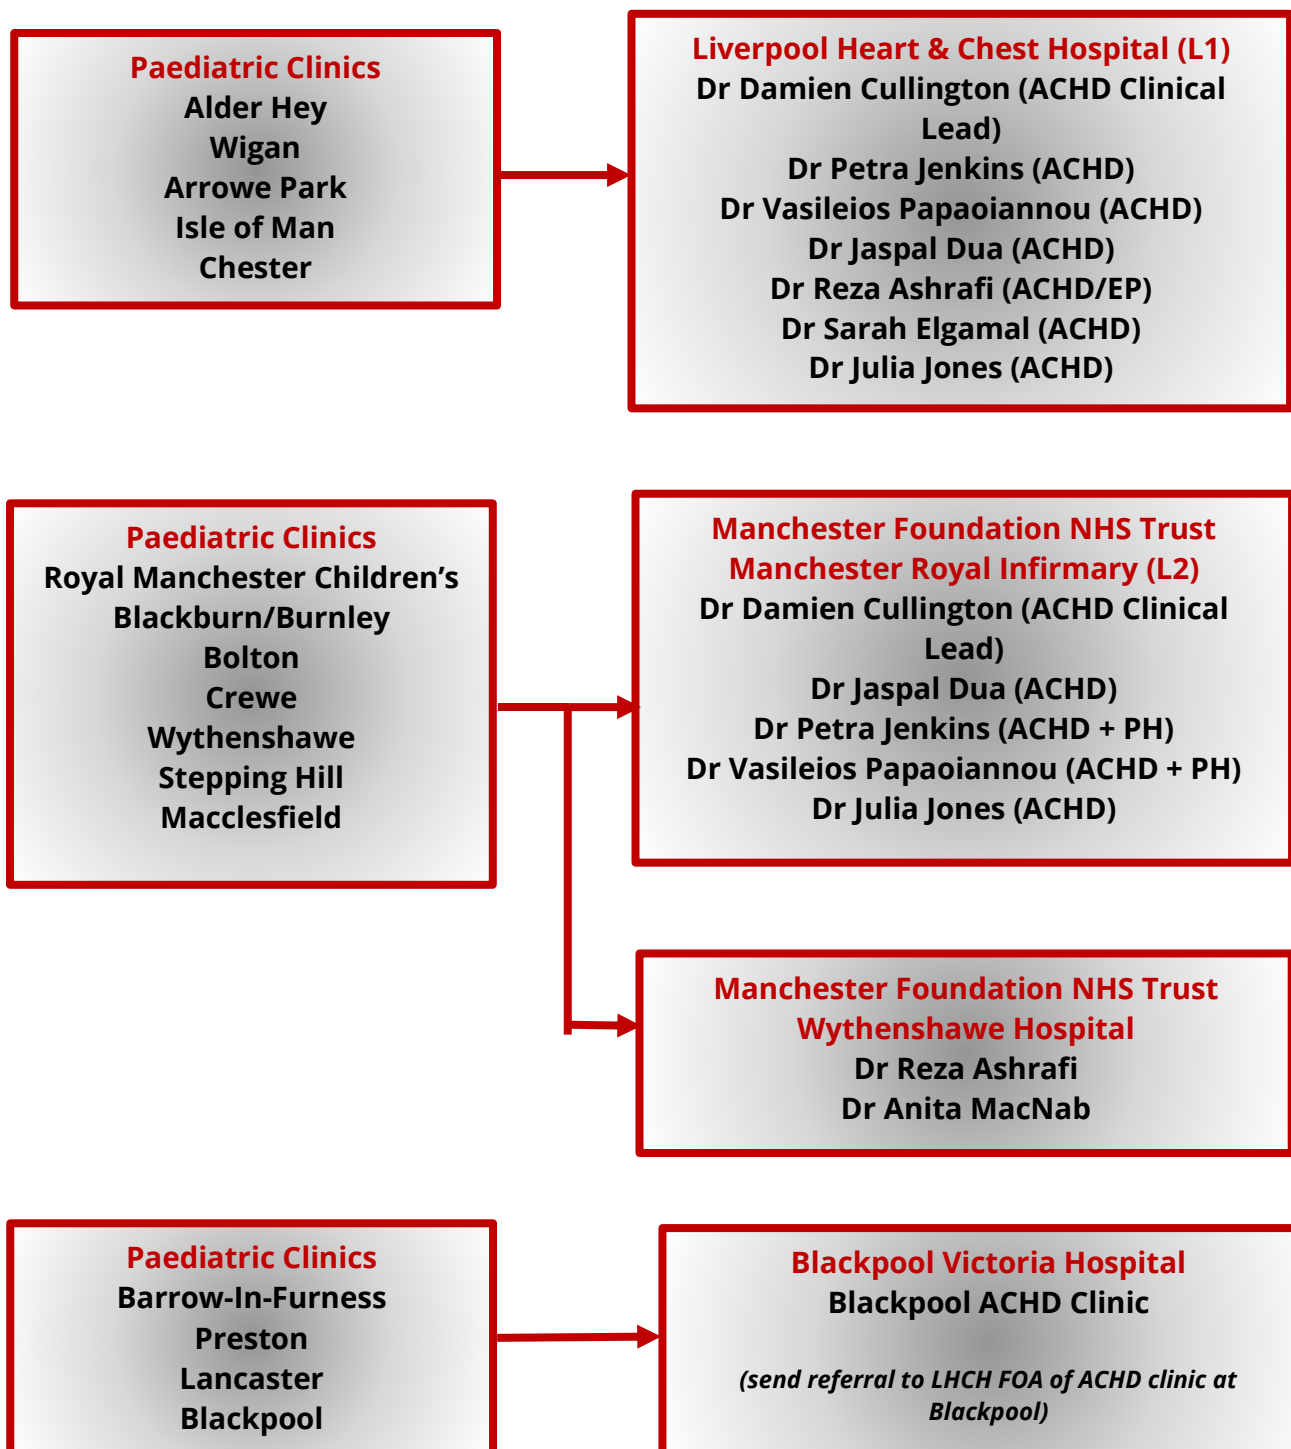 Paediatric Clinics
Alder Hey
Wigan
Arrowe Park
Isle of Man
Chester
Liverpool Heart & Chest Hospital (L1)
Dr Damien Cullington (ACHD Clinical
Lead)
Dr Petra Jenkins (ACHD)
Dr Vasileios Papaoiannou (ACHD)
Dr Jaspal Dua (ACHD)
Dr Reza Ashrafi (ACHD/EP)
Dr Sarah Elgamal (ACHD)
Dr Julia Jones (ACHD)
Paediatric Clinics
Royal Manchester Children’s
Blackburn/Burnley
Bolton
Crewe
Wythenshawe
Stepping Hill
Macclesfield
Manchester Foundation NHS Trust
Manchester Royal Infirmary (L2)
Dr Damien Cullington (ACHD Clinical
Lead)
Dr Jaspal Dua (ACHD)
Dr Petra Jenkins (ACHD + PH)
Dr Vasileios Papaoiannou (ACHD + PH)
Dr Julia Jones (ACHD)
Manchester Foundation NHS Trust
Wythenshawe Hospital
Dr Reza Ashrafi
Dr Anita MacNab
Paediatric Clinics
Barrow-In-Furness
Preston
Lancaster
Blackpool
Blackpool Victoria Hospital
Blackpool ACHD Clinic
(send referral to LHCH FOA of ACHD clinic at
Blackpool)